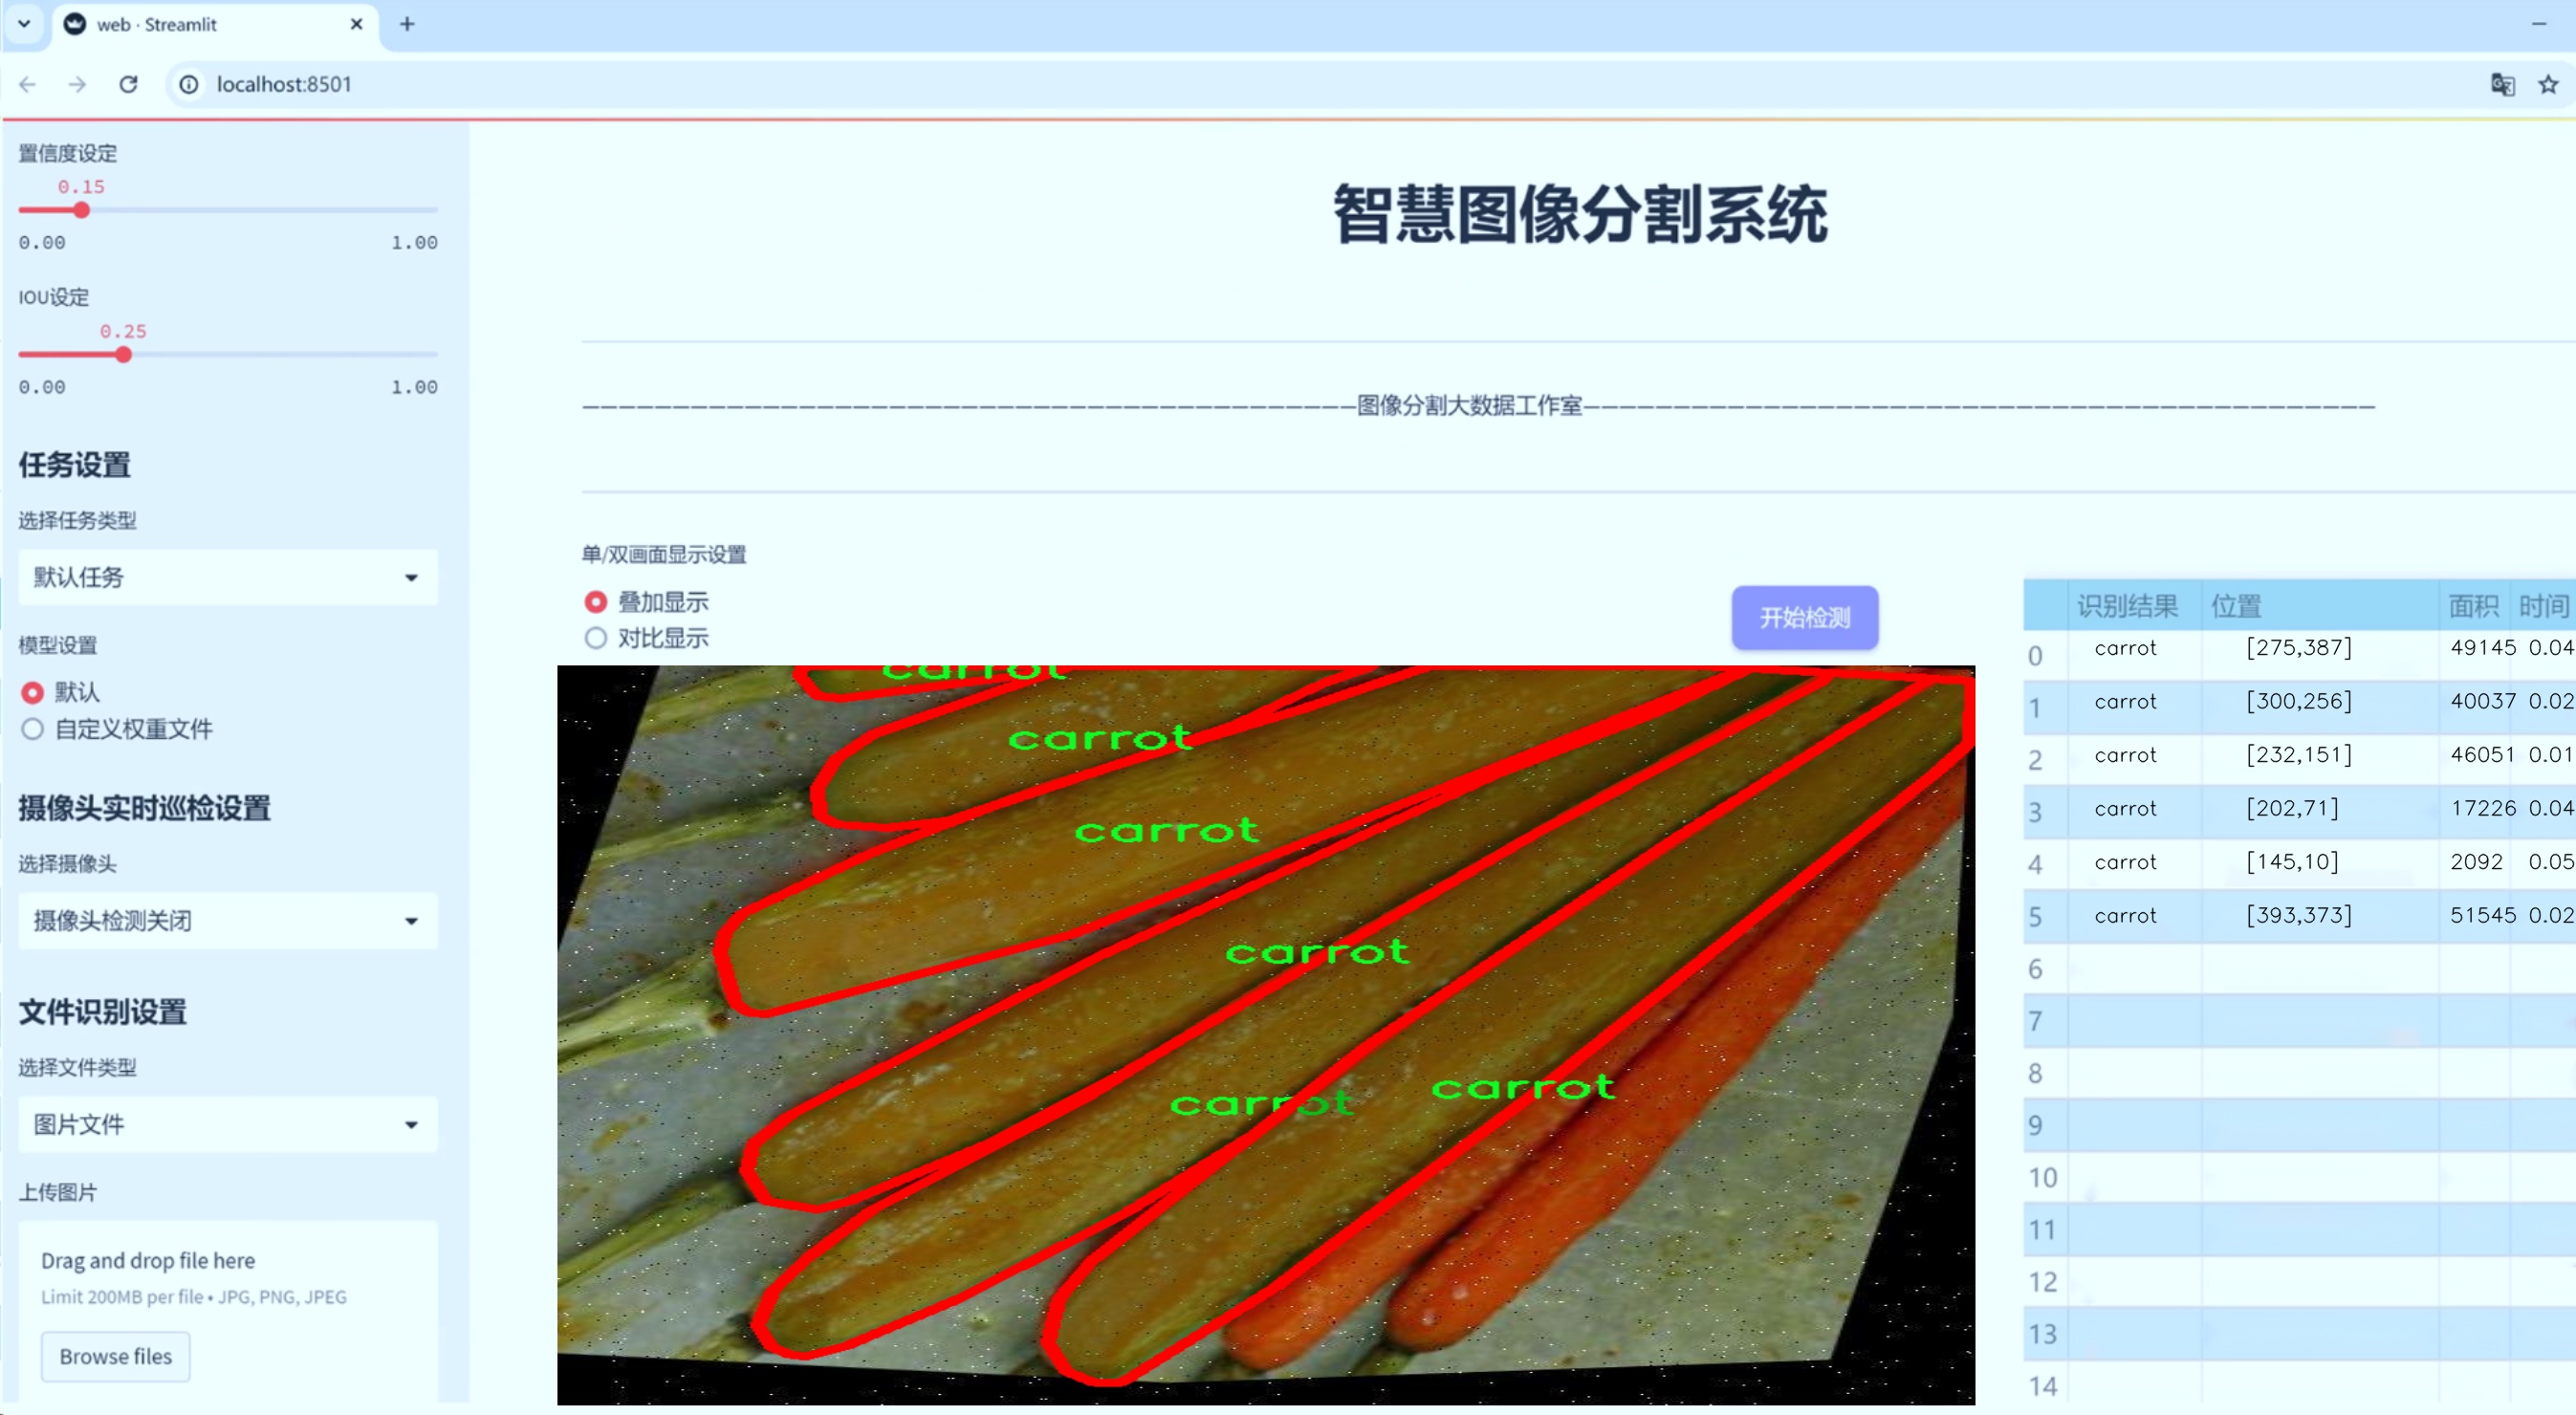 web · Streamlit
localhost:8501
置信度设定
0.15
0.00 1.00
IOU设定
0.25
0.00 1.00
任务设置
选择任务类型
默认任务
模型设置
默认
自定义权重文件
摄像头实时巡检设置
选择摄像头
摄像头检测关闭
文件识别设置
选择文件类型
图片文件
上传图片
Drag and drop file here
Limit 200MB per file • JPG, PNG, JPEG
Browse files
智慧图像分割系统
图像分割大数据工作室
单/双画面显示设置
叠加显示
对比显示
开始检测
carrot
carrot
carrot
carrot
carrot
carrot
识别结果 位置 面积 时间
0 carrot [275,387] 49145 0.04
1 carrot [300,256] 40037 0.02
2 carrot [232,151] 46051 0.01
3 carrot [202,71] 17226 0.04
4 carrot [145,10] 2092 0.05
5 carrot [393,373] 51545 0.02
6
7
8
9
10
11
12
13
14